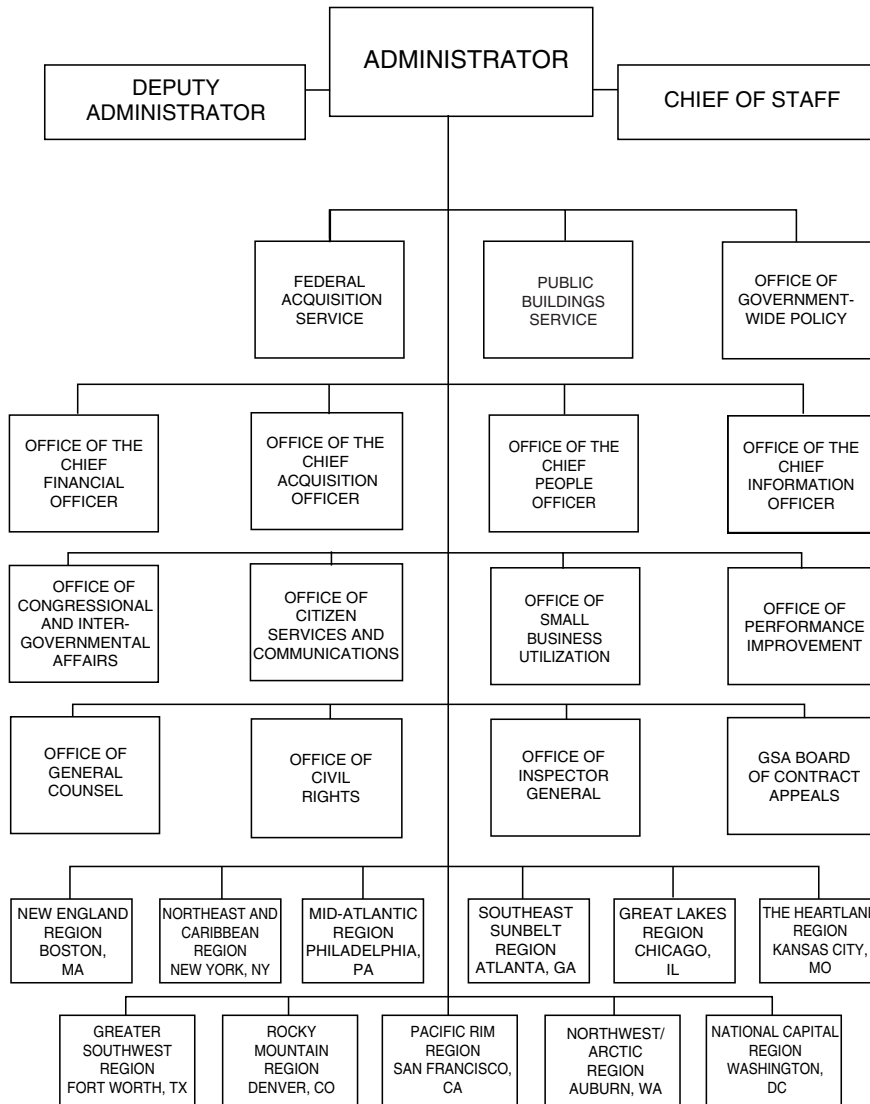 ADMINISTRATOR
DEPUTY
ADMINISTRATOR
CHIEF OF STAFF
FEDERAL
ACQUISITION
SERVICE
PUBLIC
BUILDINGS
SERVICE
OFFICE OF
GOVERNMENT-
WIDE POLICY
OFFICE OF THE
CHIEF
FINANCIAL
OFFICER
OFFICE OF THE
CHIEF
ACQUISITION
OFFICER
OFFICE OF THE
CHIEF
PEOPLE
OFFICER
OFFICE OF THE
CHIEF
INFORMATION
OFFICER
OFFICE OF
CONGRESSIONAL
AND INTER-
GOVERNMENTAL
AFFAIRS
OFFICE OF
CITIZEN
SERVICES AND
COMMUNICATIONS
OFFICE OF
SMALL
BUSINESS
UTILIZATION
OFFICE OF
PERFORMANCE
IMPROVEMENT
OFFICE OF
GENERAL
COUNSEL
OFFICE OF
CIVIL
RIGHTS
OFFICE OF
INSPECTOR
GENERAL
GSA BOARD
OF CONTRACT
APPEALS
NEW ENGLAND
REGION
BOSTON,
MA
NORTHEAST AND
CARIBBEAN
REGION
NEW YORK, NY
MID-ATLANTIC
REGION
PHILADELPHIA,
PA
SOUTHEAST
SUNBELT
REGION
ATLANTA, GA
GREAT LAKES
REGION
CHICAGO,
IL
THE HEARTLAND
REGION
KANSAS CITY,
MO
GREATER
SOUTHWEST
REGION
FORT WORTH, TX
ROCKY
MOUNTAIN
REGION
DENVER, CO
PACIFIC RIM
REGION
SAN FRANCISCO,
CA
NORTHWEST/
ARCTIC
REGION
AUBURN, WA
NATIONAL CAPITAL
REGION
WASHINGTON,
DC